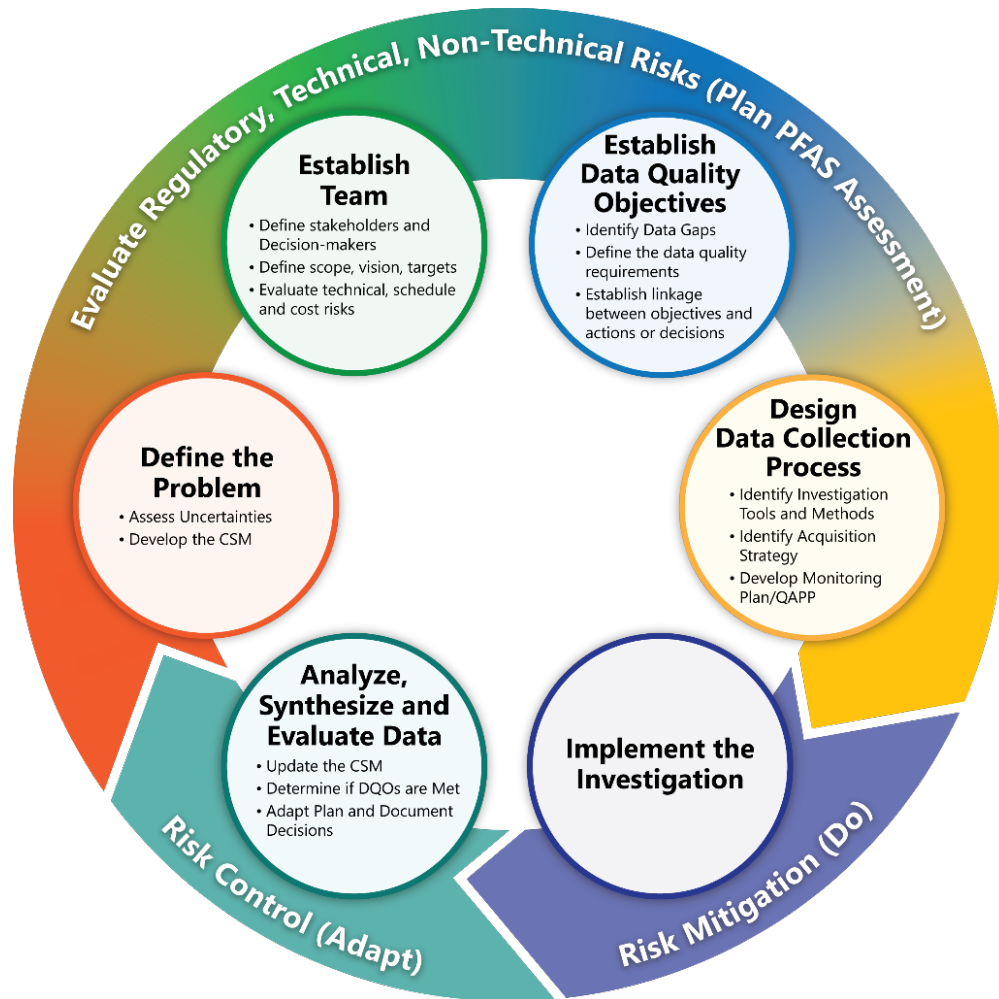 Evaluate Regulatory, Technical, Non-Technical Risks (Plan PFAS Assessment)
Establish
Team
• Define stakeholders and
Decision-makers
• Define scope, vision, targets
• Evaluate technical, schedule
and cost risks
Establish
Data Quality
Objectives
• Identify Data Gaps
• Define the data quality
requirements
• Establish linkage
between objectives and
actions or decisions
Define the
Problem
• Assess Uncertainties
• Develop the CSM
Design
Data Collection
Process
• Identify Investigation
Tools and Methods
• Identify Acquisition
Strategy
• Develop Monitoring
Plan/QAPP
Analyze,
Synthesize and
Evaluate Data
• Update the CSM
• Determine if DQOs are Met
• Adapt Plan and Document
Decisions
Implement the
Investigation
Risk Control (Adapt)
Risk Mitigation (Do)